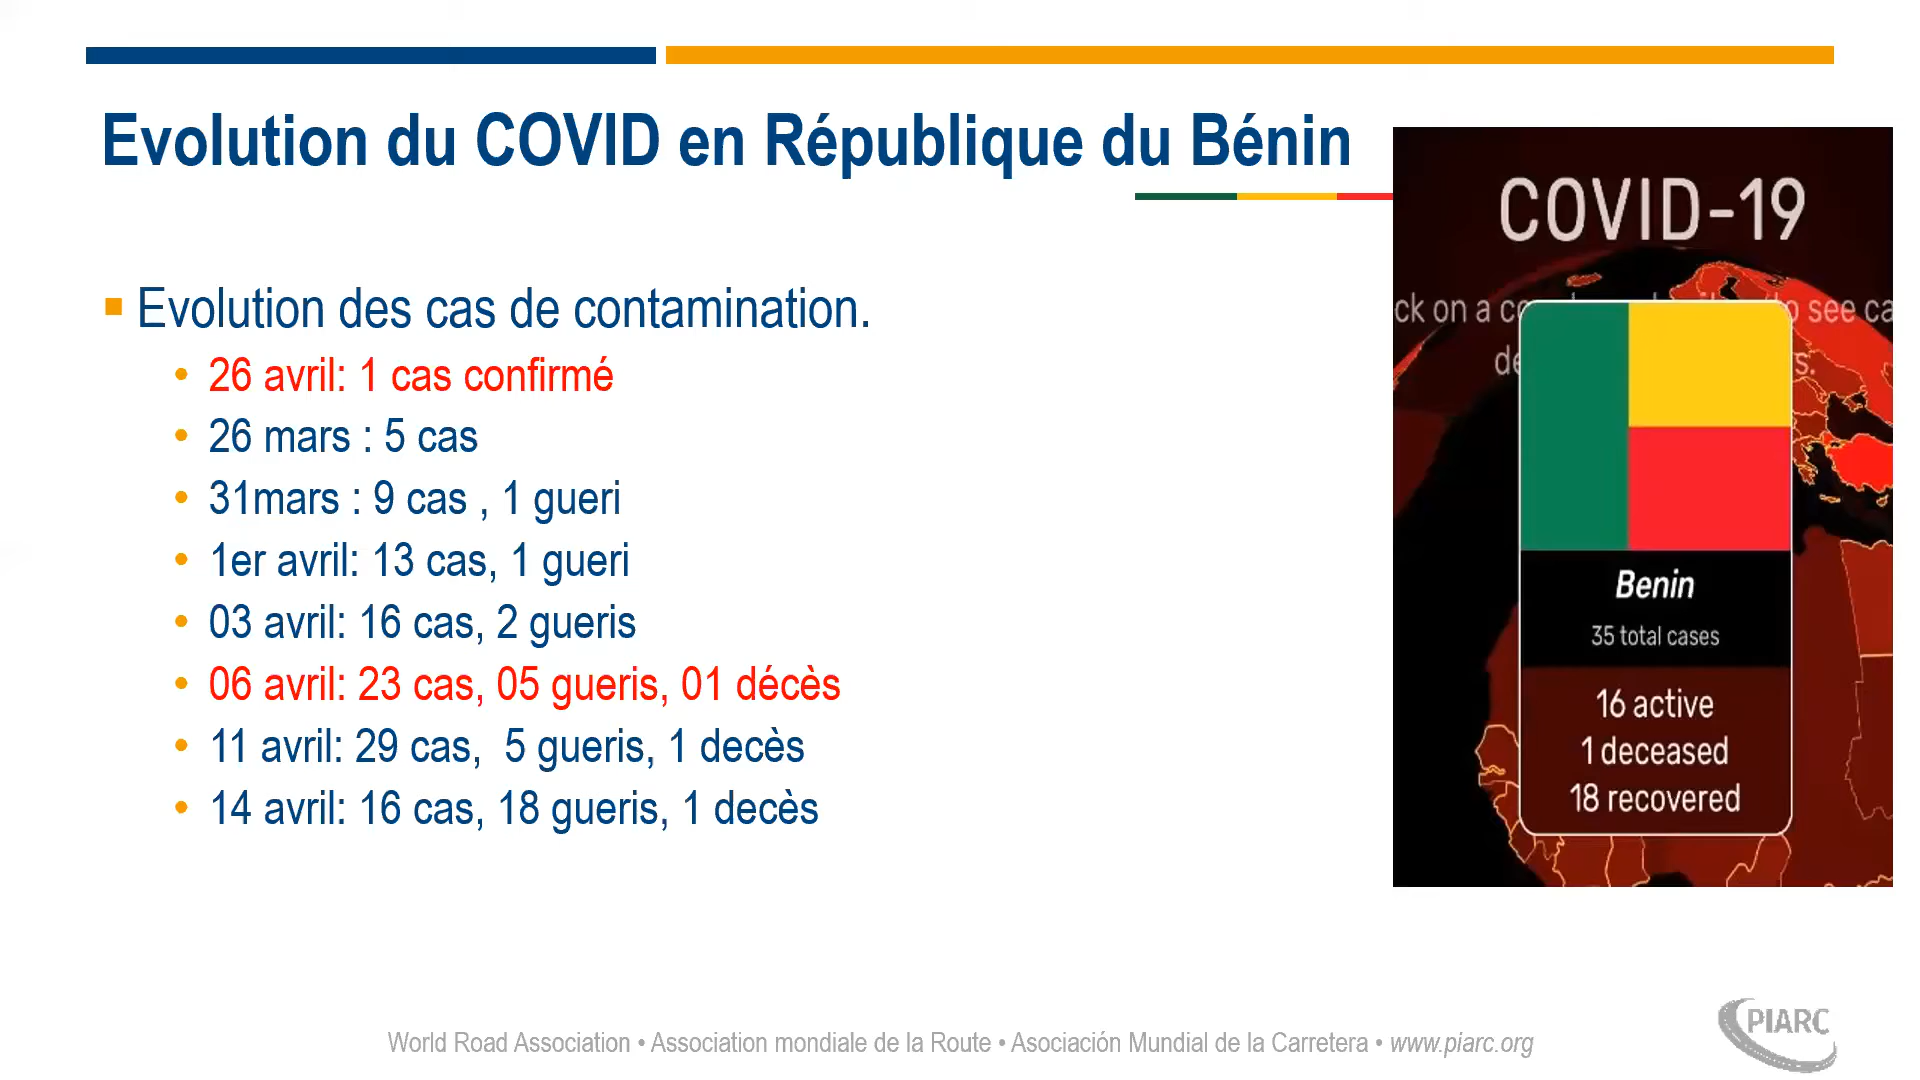 Evolution du COVID en République du Bénin
Evolution des cas de contamination.
26 avril: 1 cas confirmé
26 mars : 5 cas
31mars : 9 cas , 1 gueri
1er avril: 13 cas, 1 gueri
03 avril: 16 cas, 2 gueris
06 avril: 23 cas, 05 gueris, 01 décès
11 avril: 29 cas, 5 gueris, 1 decès
14 avril: 16 cas, 18 gueris, 1 decès
COVID-19
on a see
Benin
35 total cases
16 active
1 deceased
18 recovered
World Road Association • Association mondiale de la Route • Asociación Mundial de la Carretera • www.piarc.org
PIARC